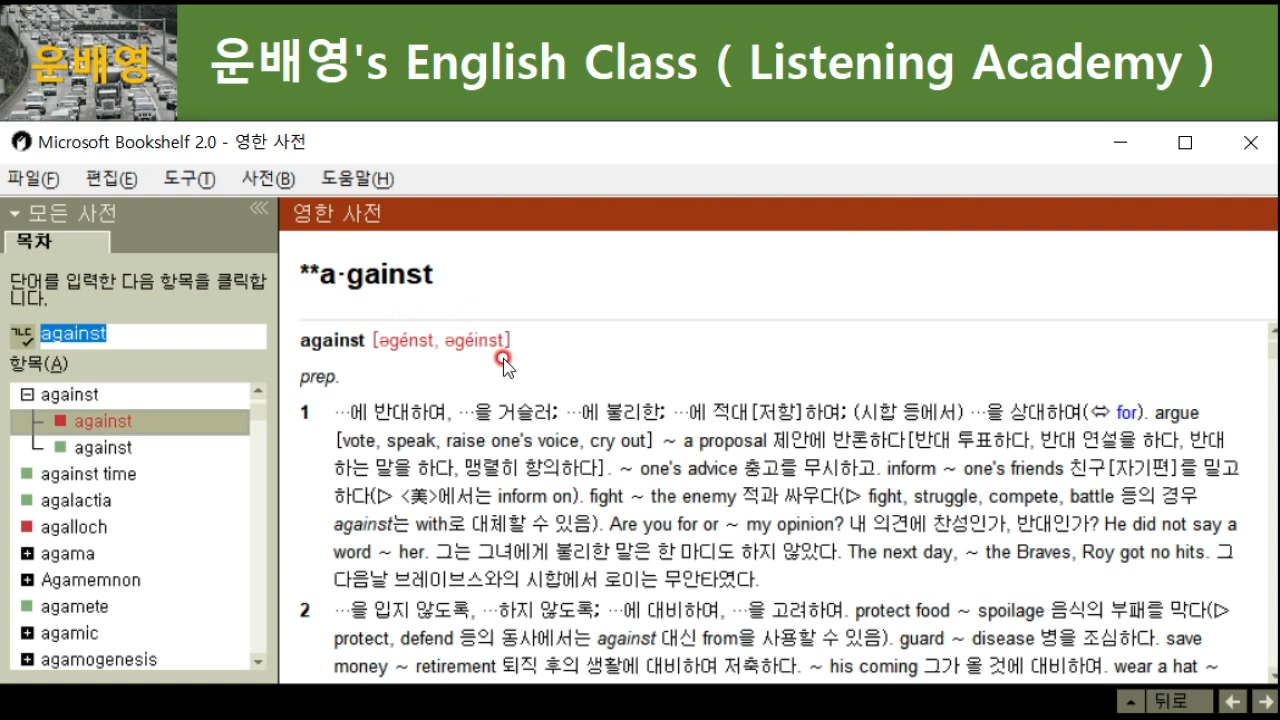 운배영
운배영's English Class ( Listening Academy )
Microsoft Bookshelf 2.0 - 영한 사전
파일(F) 편집(E) 도구(T) 사전(B) 도움말(H)
모든 사전
영한 사전
목차
단어를 입력한 다음 항목을 클릭합
니다.
against
항목(A)
against
against
against
against time
agalactia
agalloch
agama
Agamemnon
agamete
agamic
agamogenesis
**a·gainst
against [əgénst, əgéinst]
prep.
1 …에 반대하여, …을 거슬러; …에 불리한; …에 적대[저항]하여; (시합 등에서) …을 상대하여(⇔ for). argue
[vote, speak, raise one's voice, cry out] ~ a proposal 제안에 반론하다[반대 투표하다, 반대 연설을 하다, 반대
하는 말을 하다, 맹렬히 항의하다]. ~ one's advice 충고를 무시하고. inform ~ one's friends 친구[자기편]를 밀고
하다(▷ <美>에서는 inform on). fight ~ the enemy 적과 싸우다(▷ fight, struggle, compete, battle 등의 경우
against는 with로 대체할 수 있음). Are you for or ~ my opinion? 내 의견에 찬성인가, 반대인가? He did not say a
word ~ her. 그는 그녀에게 불리한 말은 한 마디도 하지 않았다. The next day, ~ the Braves, Roy got no hits. 그
다음날 브레이브스와의 시합에서 로이는 무안타였다.
2 …을 입지 않도록, …하지 않도록; …에 대비하여, …을 고려하여. protect food ~ spoilage 음식의 부패를 막다(▷
protect, defend 등의 동사에서는 against 대신 from을 사용할 수 있음). guard ~ disease 병을 조심하다. save
money ~ retirement 퇴직 후의 생활에 대비하여 저축하다. ~ his coming 그가 올 것에 대비하여. wear a hat ~
뒤로